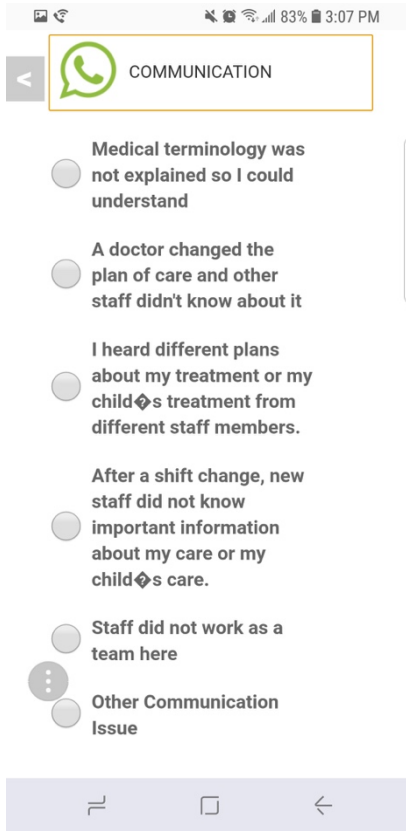 83% 3:07 PM
<
COMMUNICATION
Medical terminology was
not explained so I could
understand
A doctor changed the
plan of care and other
staff didn't know about it
I heard different plans
about my treatment or my
child�s treatment from
different staff members.
After a shift change, new
staff did not know
important information
about my care or my
child�s care.
Staff did not work as a
team here
Other Communication
Issue